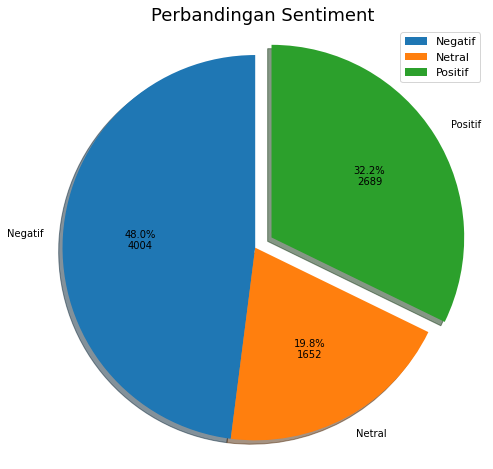 Perbandingan Sentiment
Negatif
Netral
Positif
Positif
32.2%
2689
48.0%
4004
Negatif
19.8%
1652
Netral